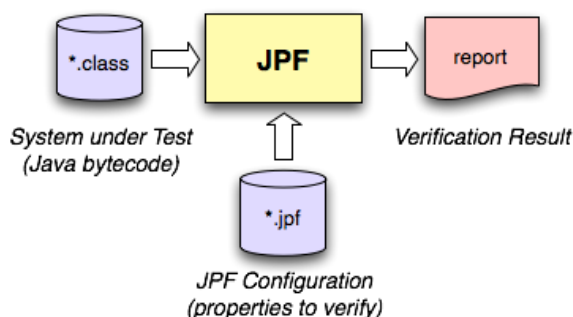 *.class
JPF
report
System under Test
(Java bytecode)
Verification Result
*.jpf
JPF Configuration
(properties to verify)